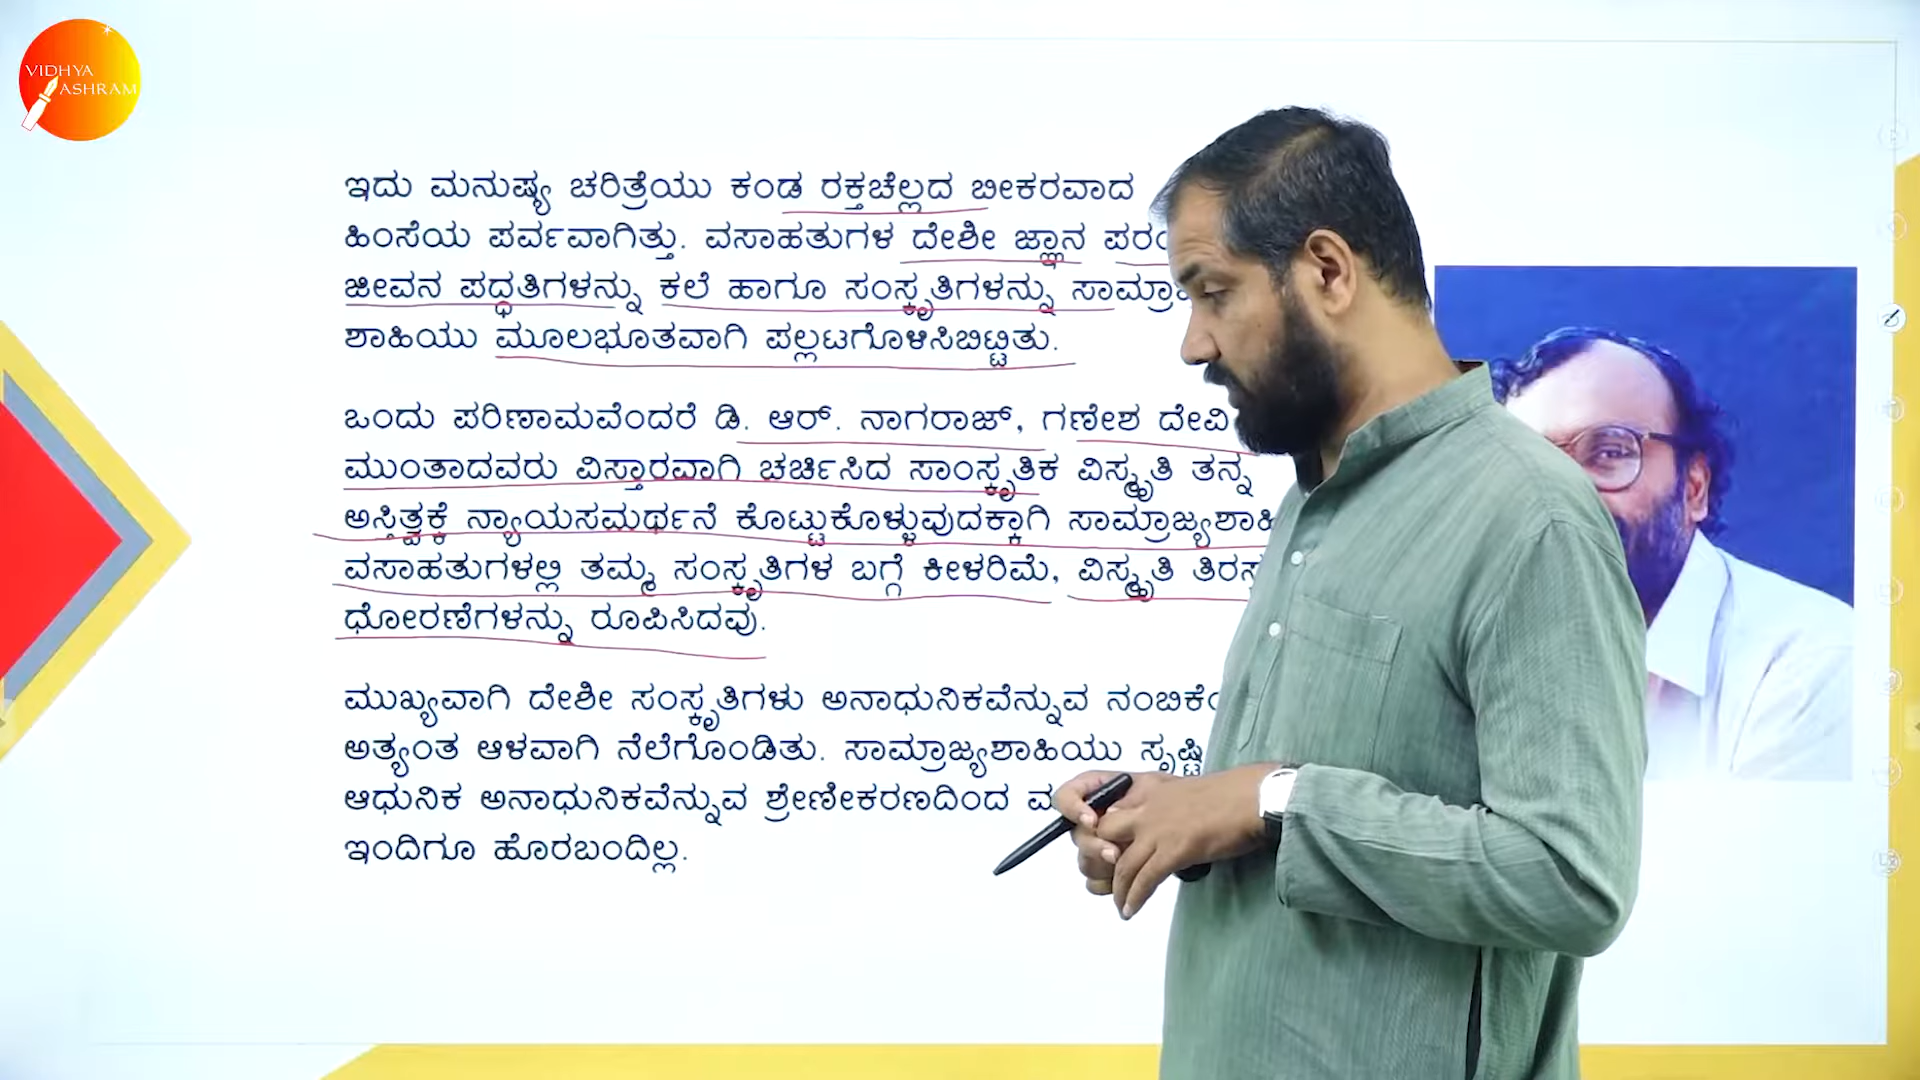 VIDHYA
ASHRAM
ಇದು ಮನುಷ್ಯ ಚರಿತ್ರೆಯು ಕಂಡ ರಕ್ತಚೆಲ್ಲದ ಬೀಕರವಾದ
ಹಿಂಸೆಯ ಪರ್ವವಾಗಿತ್ತು. ವಸಾಹತುಗಳ ದೇಶೀ ಜ್ಞಾನ
ಜೀವನ ಪದ್ಧತಿಗಳನ್ನು ಕಲೆ ಹಾಗೂ ಸಂಸ್ಕೃತಿಗಳನ್ನು
ಶಾಹಿಯು ಮೂಲಭೂತವಾಗಿ ಪಲ್ಲಟಗೊಳಿಸಿಬಿಟ್ಟಿತು.
ಒಂದು ಪರಿಣಾಮವೆಂದರೆ ಡಿ. ಆರ್. ನಾಗರಾಜ್, ಗಣೇಶ ದೇವಿ
ಮುಂತಾದವರು ವಿಸ್ತಾರವಾಗಿ ಚರ್ಚಿಸಿದ ಸಾಂಸ್ಕೃತಿಕ ವಿಸ್ಮೃತಿ ತನ್ನ
ಅಸ್ತಿತ್ವಕ್ಕೆ ನ್ಯಾಯಸಮರ್ಥನೆ ಕೊಟ್ಟುಕೊಳ್ಳುವುದಕ್ಕಾಗಿ ಸಾಮ್ರಾಜ್ಯಶಾಹಿ
ವಸಾಹತುಗಳಲ್ಲಿ ತಮ್ಮ ಸಂಸ್ಕೃತಿಗಳ ಬಗ್ಗೆ ಕೀಳರಿಮೆ, ವಿಸ್ಮೃತಿ
ಧೋರಣೆಗಳನ್ನು ರೂಪಿಸಿದವು.
ಮುಖ್ಯವಾಗಿ ದೇಶೀ ಸಂಸ್ಕೃತಿಗಳು ಅನಾಧುನಿಕವೆನ್ನುವ
ಅತ್ಯಂತ ಆಳವಾಗಿ ನೆಲೆಗೊಂಡಿತು. ಸಾಮ್ರಾಜ್ಯಶಾಹಿಯು
ಆಧುನಿಕ ಅನಾಧುನಿಕವೆನ್ನುವ ಶ್ರೇಣೀಕರಣದಿಂದ
ಇಂದಿಗೂ ಹೊರಬಂದಿಲ್ಲ.